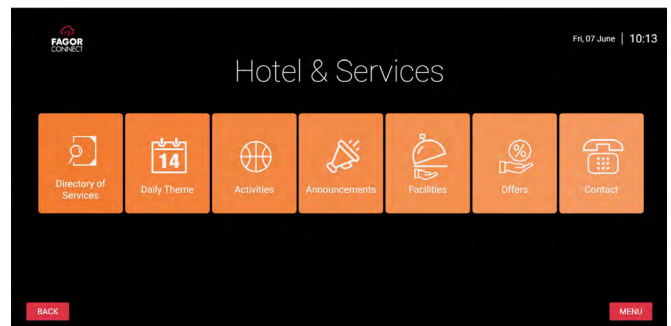 FAGOR
CONNECT
Fri, 07 June | 10:13
Hotel & Services
14
%
Directory of
Services
Daily Theme
Activities
Announcements
Facilities
Offers
Contact
BACK
MENU